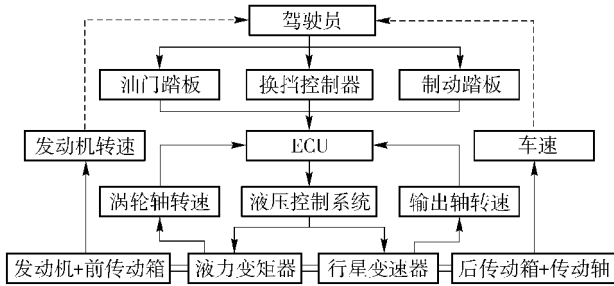 驾驶员
油门踏板
换挡控制器
制动踏板
发动机转速
ECU
车速
涡轮轴转速
液压控制系统
输出轴转速
发动机+前传动箱
液力变矩器
行星变速器
后传动箱+传动轴